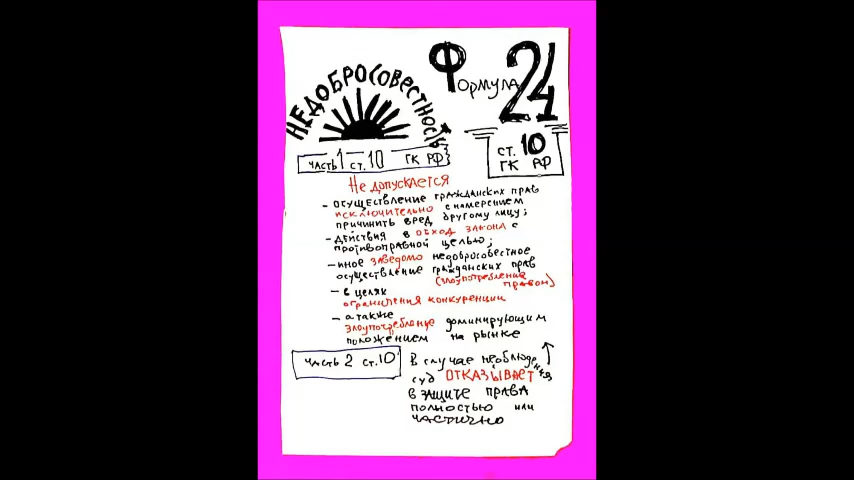 НЕДОБРОСОВЕСТНОСТЬ
ФОРМУЛА 24
ст. 10
ГК РФ
ЧАСТЬ 1 ст. 10 ГК РФ
Не допускается
- осуществление гражданских прав
исключительно с намерением
причинить вред другому лицу;
- действия в обход закона с
противоправной целью;
- иное заведомо недобросовестное
осуществление гражданских прав
(злоупотребление
правом)
- в целях
ограничения конкуренции
- а также
злоупотребление доминирующим
положением на рынке
ЧАСТЬ 2 ст. 10
В случае несоблюдения
суд ОТКАЗЫВАЕТ
в защите права
полностью или
частично